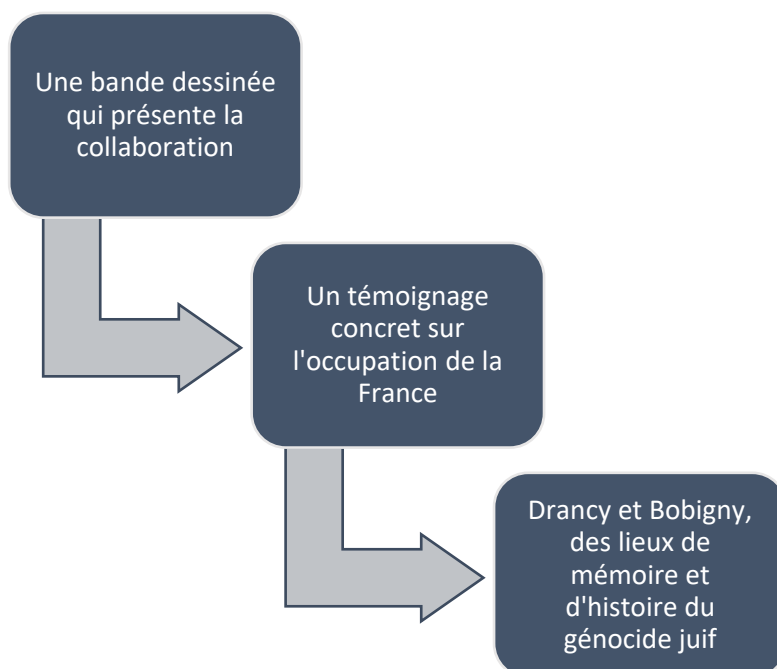 Une bande dessinée
qui présente la
collaboration
Un témoignage
concret sur
l'occupation de la
France
Drancy et Bobigny,
des lieux de
mémoire et
d'histoire du
génocide juif